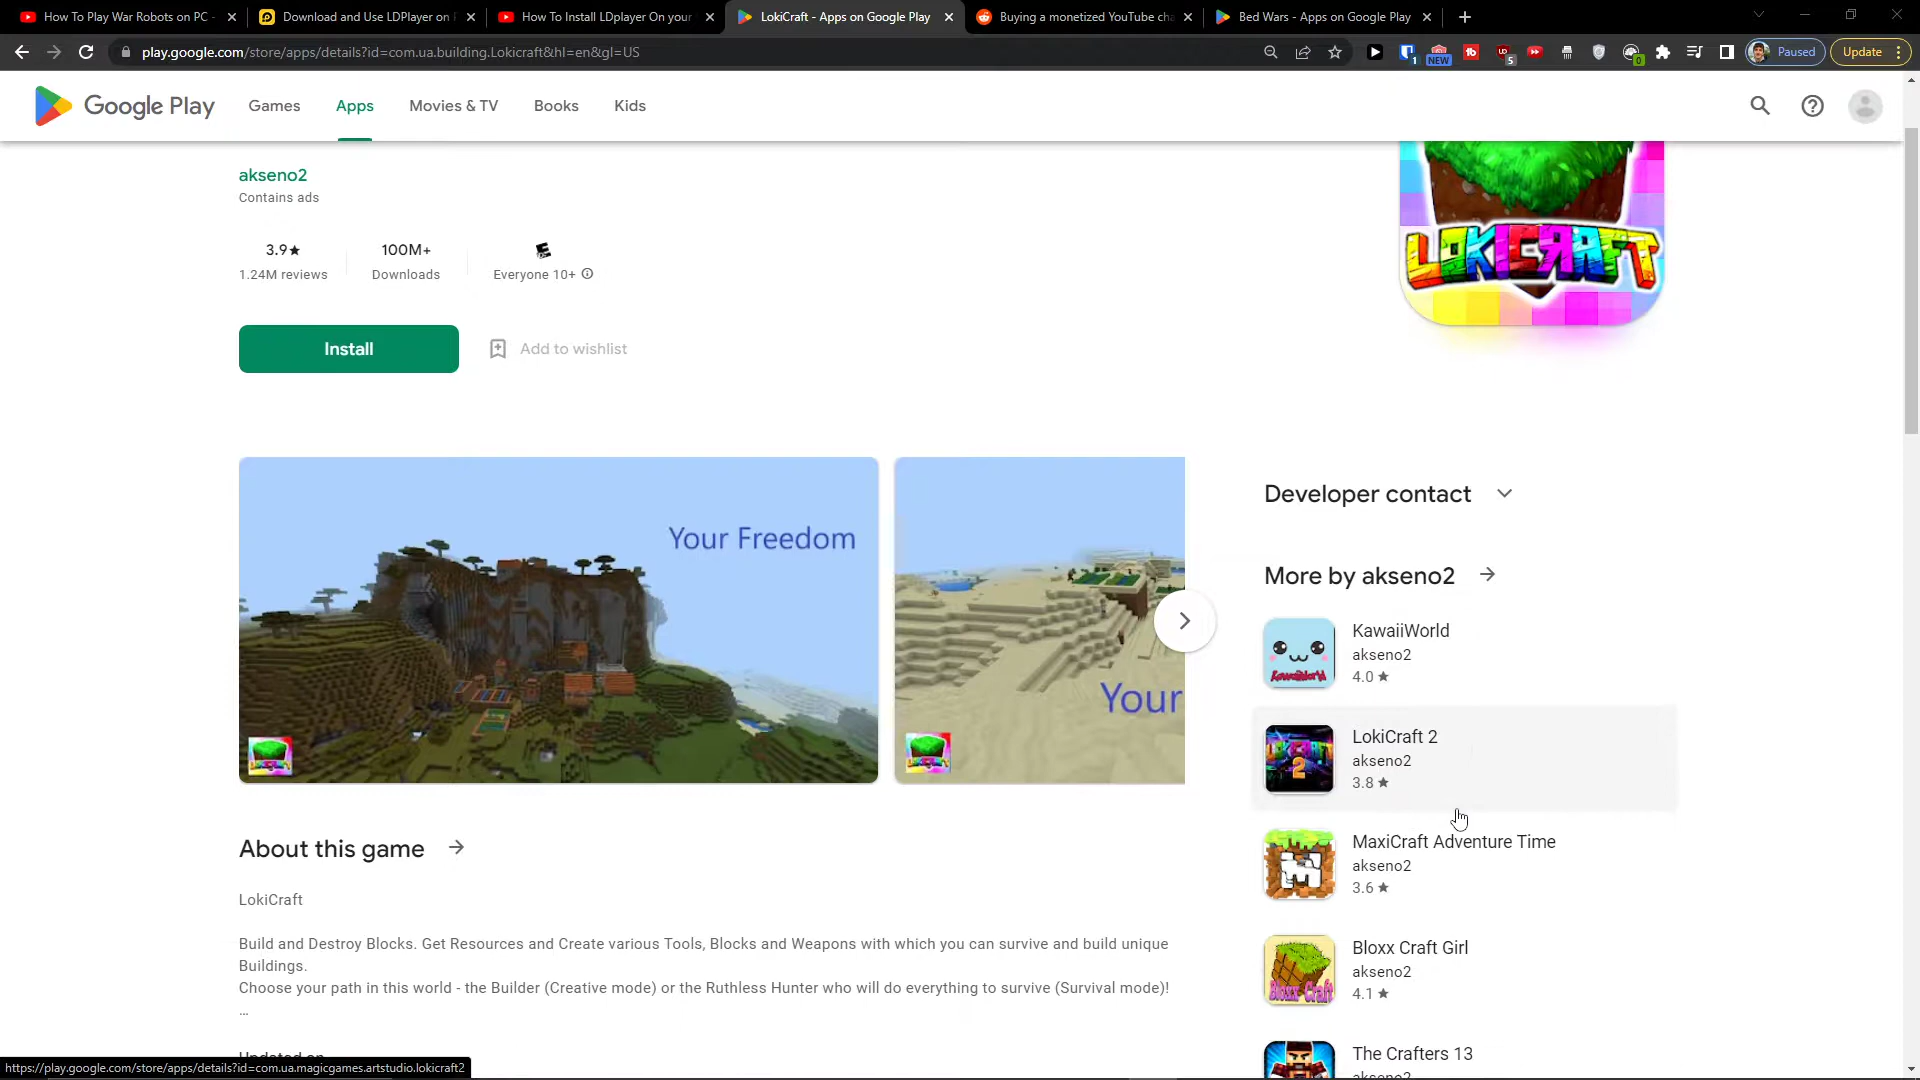 How To Play War Robots on PC -
Download and Use LDPlayer on P
How To Install LDplayer On your
LokiCraft - Apps on Google Play
Buying a monetized YouTube cha
Bed Wars - Apps on Google Play
play.google.com/store/apps/details?id=com.ua.building.Lokicraft&hl=en&gl=US
1
NEW
5
0
Paused
Update
Google Play
Games
Apps
Movies & TV
Books
Kids
akseno2
Contains ads
3.9★
1.24M reviews
100M+
Downloads
Everyone 10+
Install
Add to wishlist
LOKICRAFT
Your Freedom
Your
Developer contact
More by akseno2
KawaiiWorld
akseno2
4.0 ★
LokiCraft 2
akseno2
3.8 ★
MaxiCraft Adventure Time
akseno2
3.6 ★
Bloxx Craft Girl
akseno2
4.1 ★
The Crafters 13
akseno2
About this game
LokiCraft
Build and Destroy Blocks. Get Resources and Create various Tools, Blocks and Weapons with which you can survive and build unique
Buildings.
Choose your path in this world - the Builder (Creative mode) or the Ruthless Hunter who will do everything to survive (Survival mode)!
…
Updated on
https://play.google.com/store/apps/details?id=com.ua.magicgames.artstudio.lokicraft2